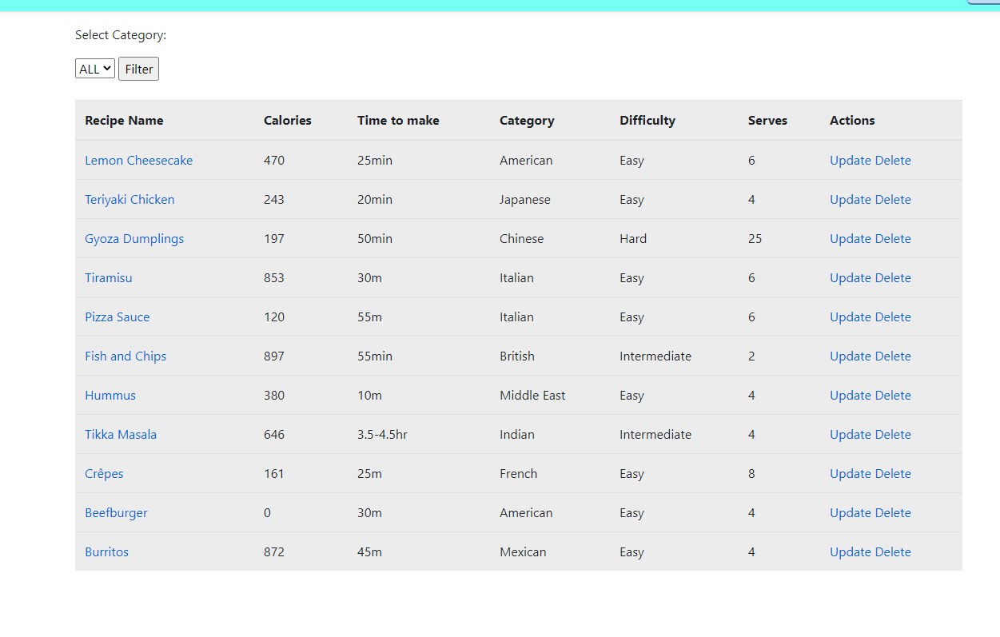 Select Category:
ALL Filter
Recipe Name Calories Time to make Category Difficulty Serves Actions
Lemon Cheesecake 470 25min American Easy 6 Update Delete
Teriyaki Chicken 243 20min Japanese Easy 4 Update Delete
Gyoza Dumplings 197 50min Chinese Hard 25 Update Delete
Tiramisu 853 30m Italian Easy 6 Update Delete
Pizza Sauce 120 55m Italian Easy 6 Update Delete
Fish and Chips 897 55min British Intermediate 2 Update Delete
Hummus 380 10m Middle East Easy 4 Update Delete
Tikka Masala 646 3.5-4.5hr Indian Intermediate 4 Update Delete
Crêpes 161 25m French Easy 8 Update Delete
Beefburger 0 30m American Easy 4 Update Delete
Burritos 872 45m Mexican Easy 4 Update Delete